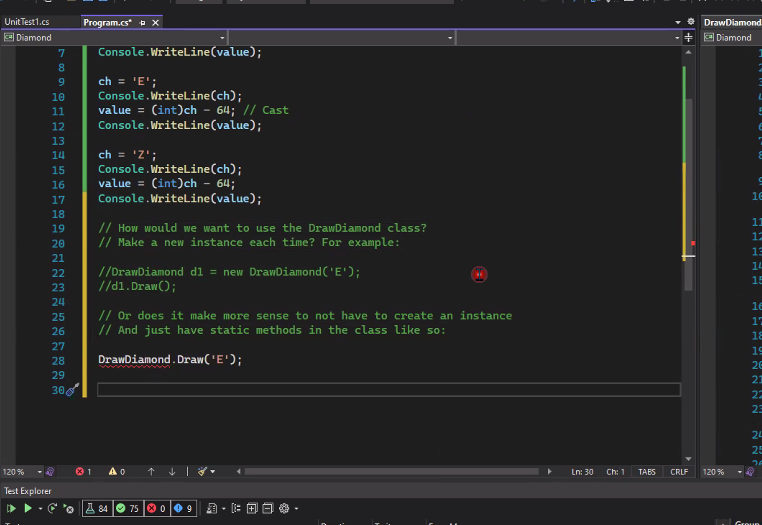 UnitTest1.cs
Program.cs*
DrawDiamond.
Diamond
Diamond
7 Console.WriteLine(value);
8
9 ch = 'E';
10 Console.WriteLine(ch);
11 value = (int)ch - 64; // Cast
12 Console.WriteLine(value);
13
14 ch = 'Z';
15 Console.WriteLine(ch);
16 value = (int)ch - 64;
17 Console.WriteLine(value);
18
19 // How would we want to use the DrawDiamond class?
20 // Make a new instance each time? For example:
21
22 //DrawDiamond d1 = new DrawDiamond('E');
23 //d1.Draw();
24
25 // Or does it make more sense to not have to create an instance
26 // And just have static methods in the class like so:
27
28 DrawDiamond.Draw('E');
29
30
120 % 1 0 Ln: 30 Ch: 1 TABS CRLF 120 %
Test Explorer
84 75 0 9